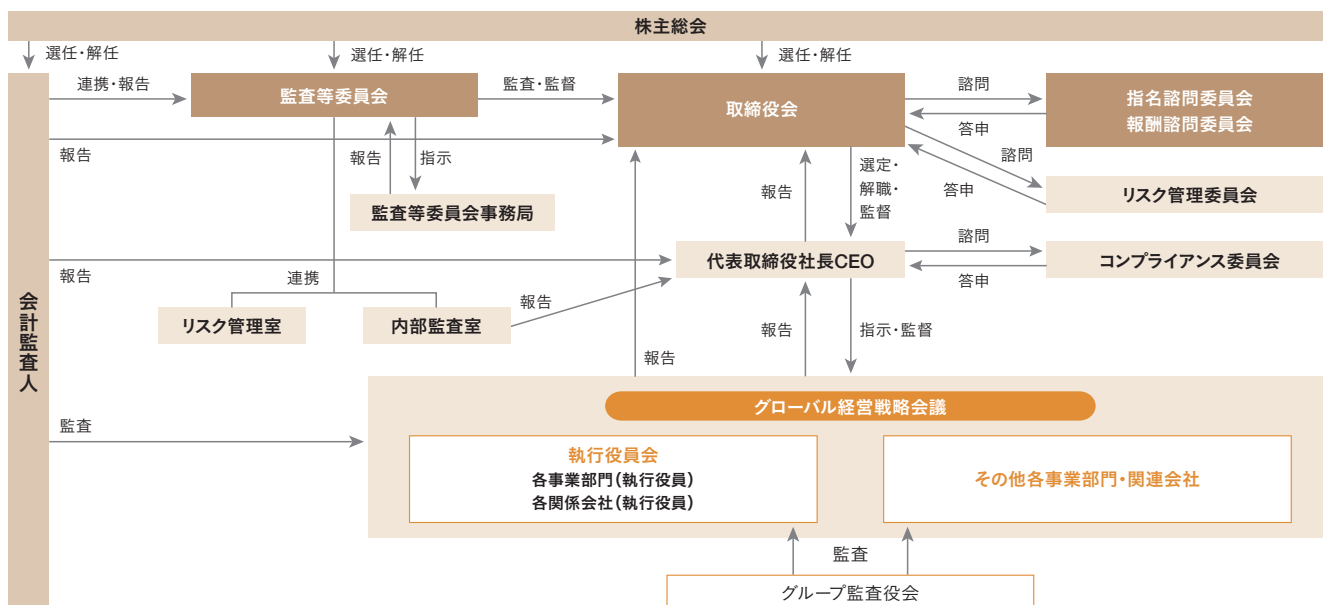 株主総会
選任・解任
選任・解任
選任・解任
連携・報告
監査等委員会
監査・監督
取締役会
諮問
指名諮問委員会
答申
報酬諮問委員会
報告
報告
指示
選定・
解職・
監督
報告
諮問
答申
リスク管理委員会
監査等委員会事務局
代表取締役社長CEO
諮問
コンプライアンス委員会
答申
報告
連携
報告
リスク管理室
内部監査室
会計監査人
報告
報告
指示・監督
グローバル経営戦略会議
監査
執行役員会
各事業部門(執行役員)
各関係会社(執行役員)
その他各事業部門・関連会社
監査
グループ監査役会